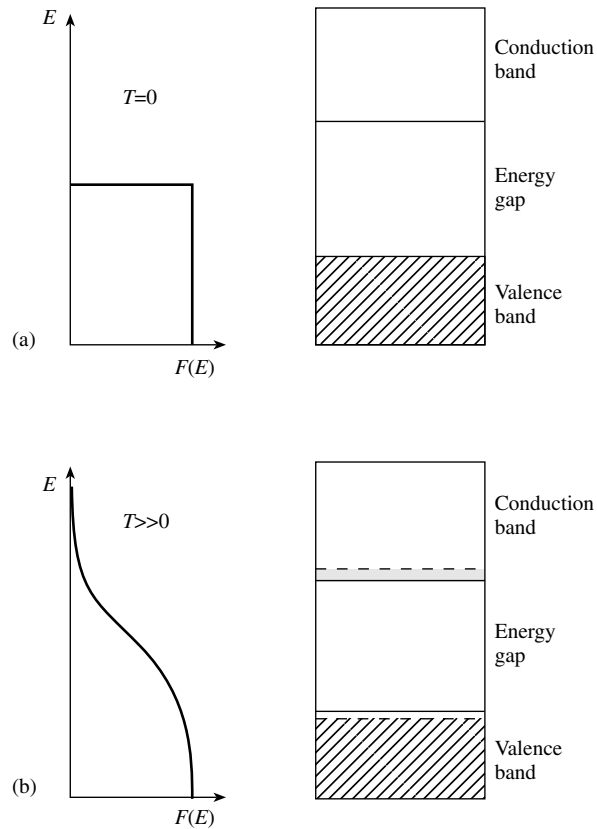 E
T=0
Conduction
band
Energy
gap
Valence
band
(a)
F(E)
E
T>>0
Conduction
band
Energy
gap
Valence
band
(b)
F(E)